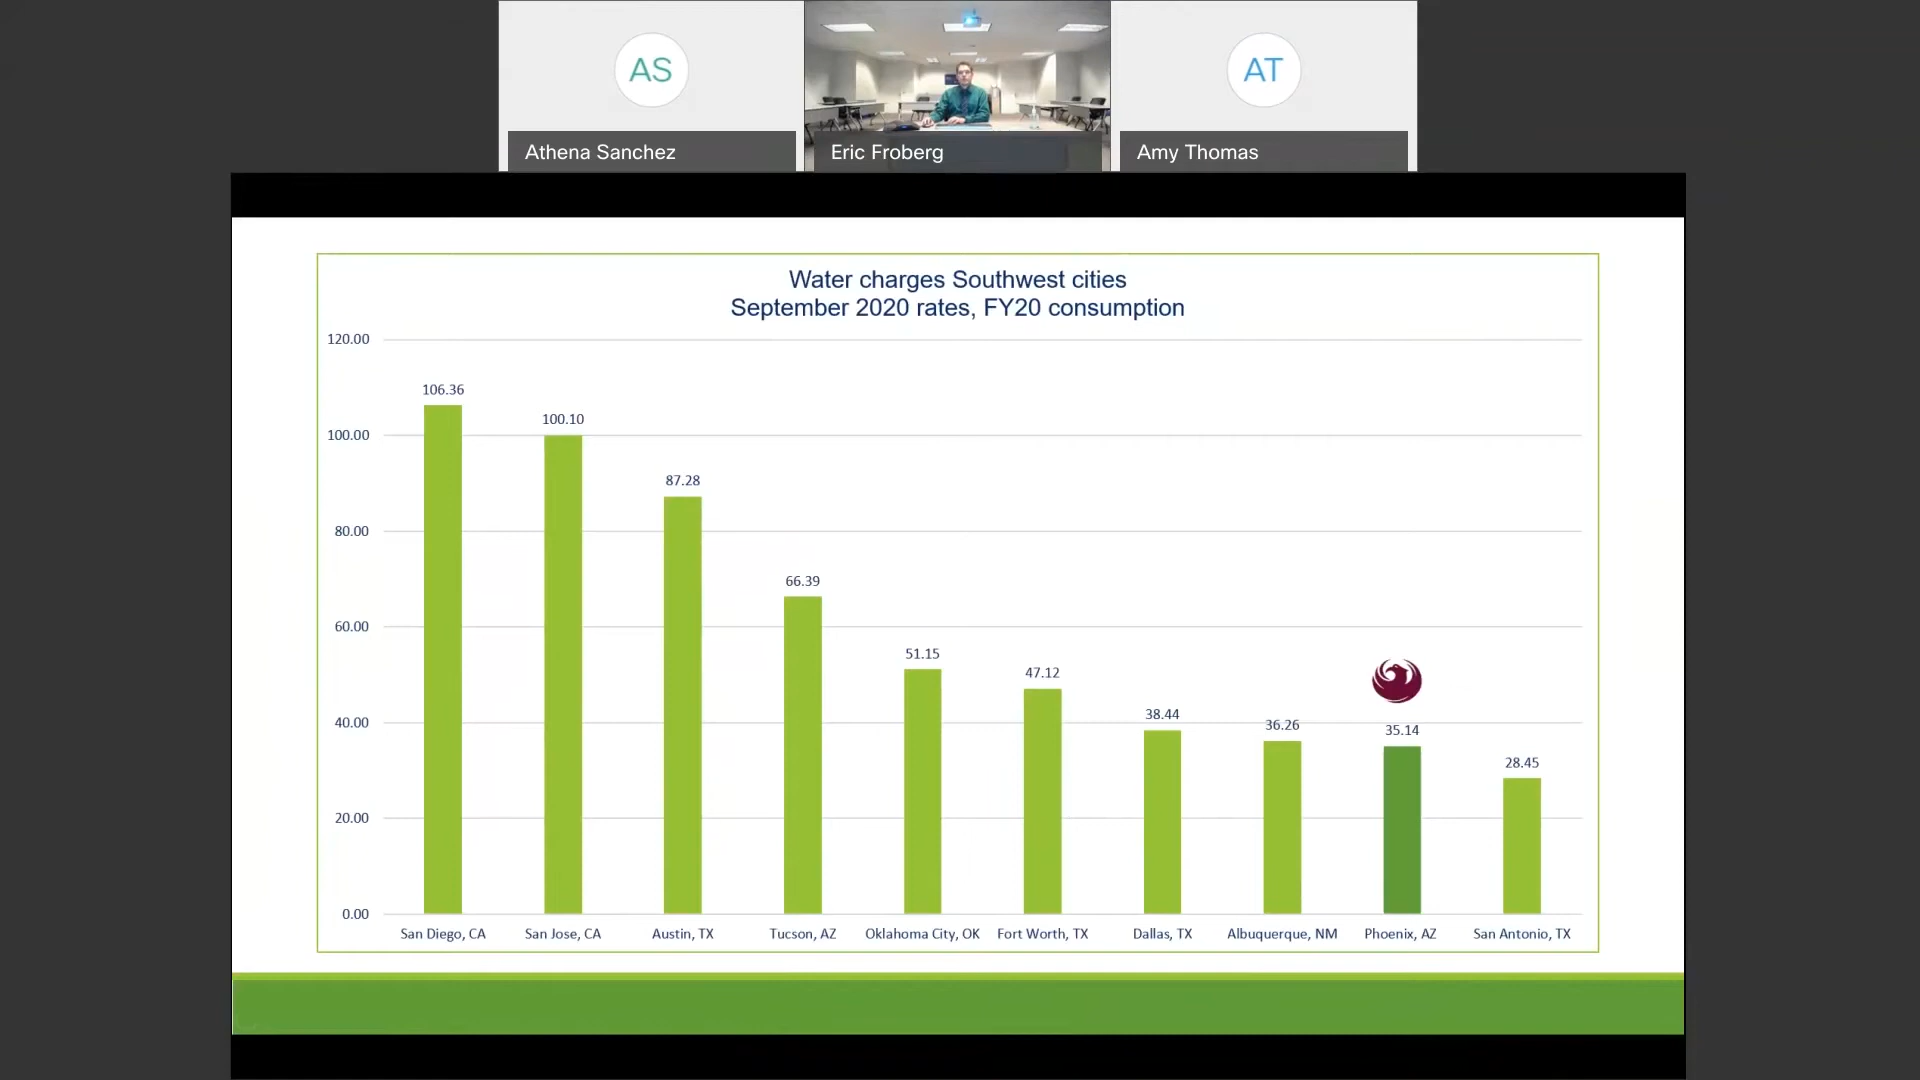 AS
AT
Athena Sanchez
Eric Froberg
Amy Thomas
Water charges Southwest cities
September 2020 rates, FY20 consumption
120.00
100.00
80.00
60.00
40.00
20.00
0.00
106.36
100.10
87.28
66.39
51.15
47.12
38.44
36.26
35.14
28.45
San Diego, CA
San Jose, CA
Austin, TX
Tucson, AZ
Oklahoma City, OK
Fort Worth, TX
Dallas, TX
Albuquerque, NM
Phoenix, AZ
San Antonio, TX